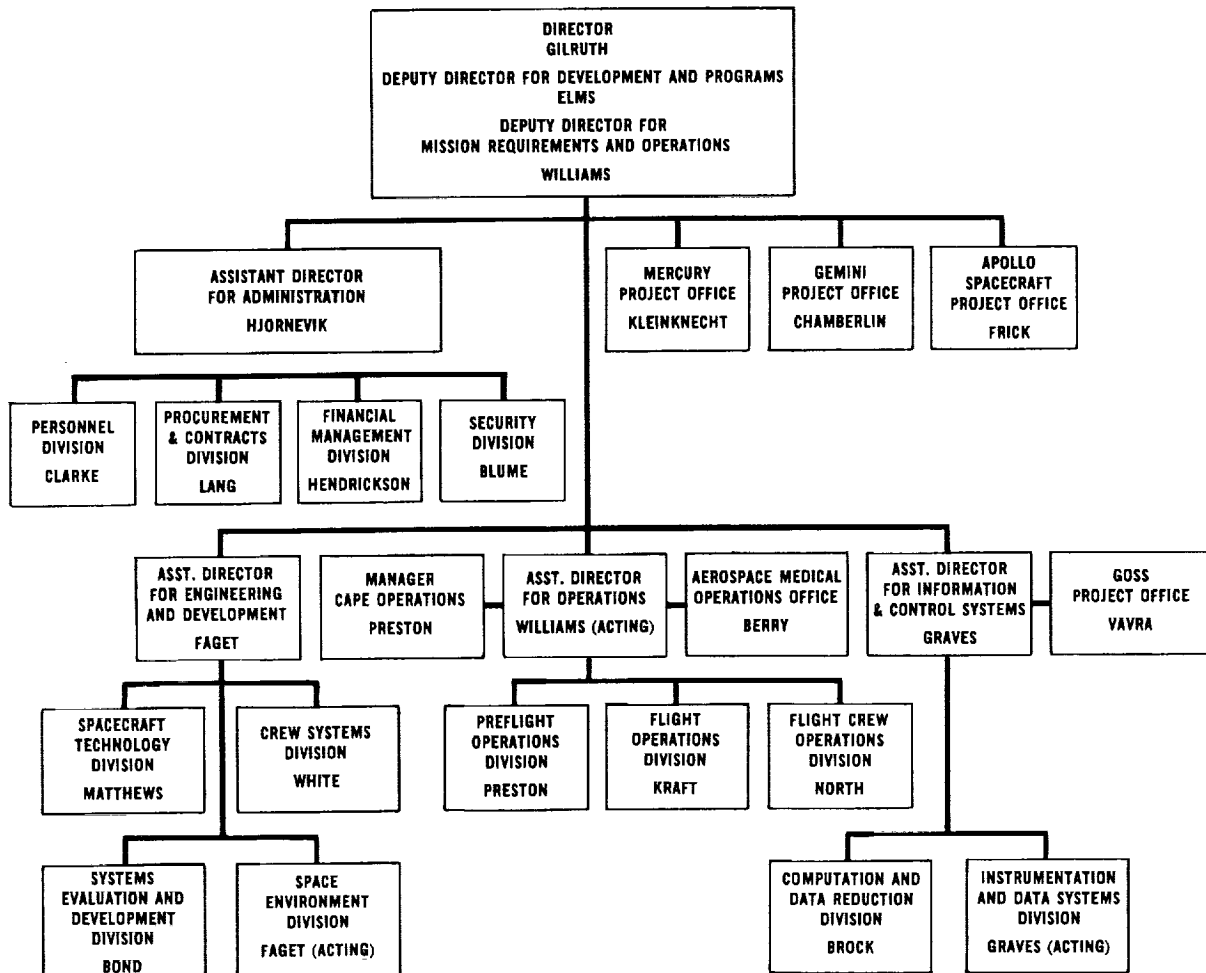 DIRECTOR
GILRUTH
DEPUTY DIRECTOR FOR DEVELOPMENT AND PROGRAMS
ELMS
DEPUTY DIRECTOR FOR
MISSION REQUIREMENTS AND OPERATIONS
WILLIAMS
ASSISTANT DIRECTOR
FOR ADMINISTRATION
HJORNEVIK
MERCURY
PROJECT OFFICE
KLEINKNECHT
GEMINI
PROJECT OFFICE
CHAMBERLIN
APOLLO
SPACECRAFT
PROJECT OFFICE
FRICK
PERSONNEL
DIVISION
CLARKE
PROCUREMENT
& CONTRACTS
DIVISION
LANG
FINANCIAL
MANAGEMENT
DIVISION
HENDRICKSON
SECURITY
DIVISION
BLUME
ASST. DIRECTOR
FOR ENGINEERING
AND DEVELOPMENT
FAGET
MANAGER
CAPE OPERATIONS
PRESTON
ASST. DIRECTOR
FOR OPERATIONS
WILLIAMS (ACTING)
AEROSPACE MEDICAL
OPERATIONS OFFICE
BERRY
ASST. DIRECTOR
FOR INFORMATION
& CONTROL SYSTEMS
GRAVES
GOSS
PROJECT OFFICE
VAVRA
SPACECRAFT
TECHNOLOGY
DIVISION
MATTHEWS
CREW SYSTEMS
DIVISION
WHITE
PREFLIGHT
OPERATIONS
DIVISION
PRESTON
FLIGHT
OPERATIONS
DIVISION
KRAFT
FLIGHT CREW
OPERATIONS
DIVISION
NORTH
SYSTEMS
EVALUATION AND
DEVELOPMENT
DIVISION
BOND
SPACE
ENVIRONMENT
DIVISION
FAGET (ACTING)
COMPUTATION AND
DATA REDUCTION
DIVISION
BROCK
INSTRUMENTATION
AND DATA SYSTEMS
DIVISION
GRAVES (ACTING)